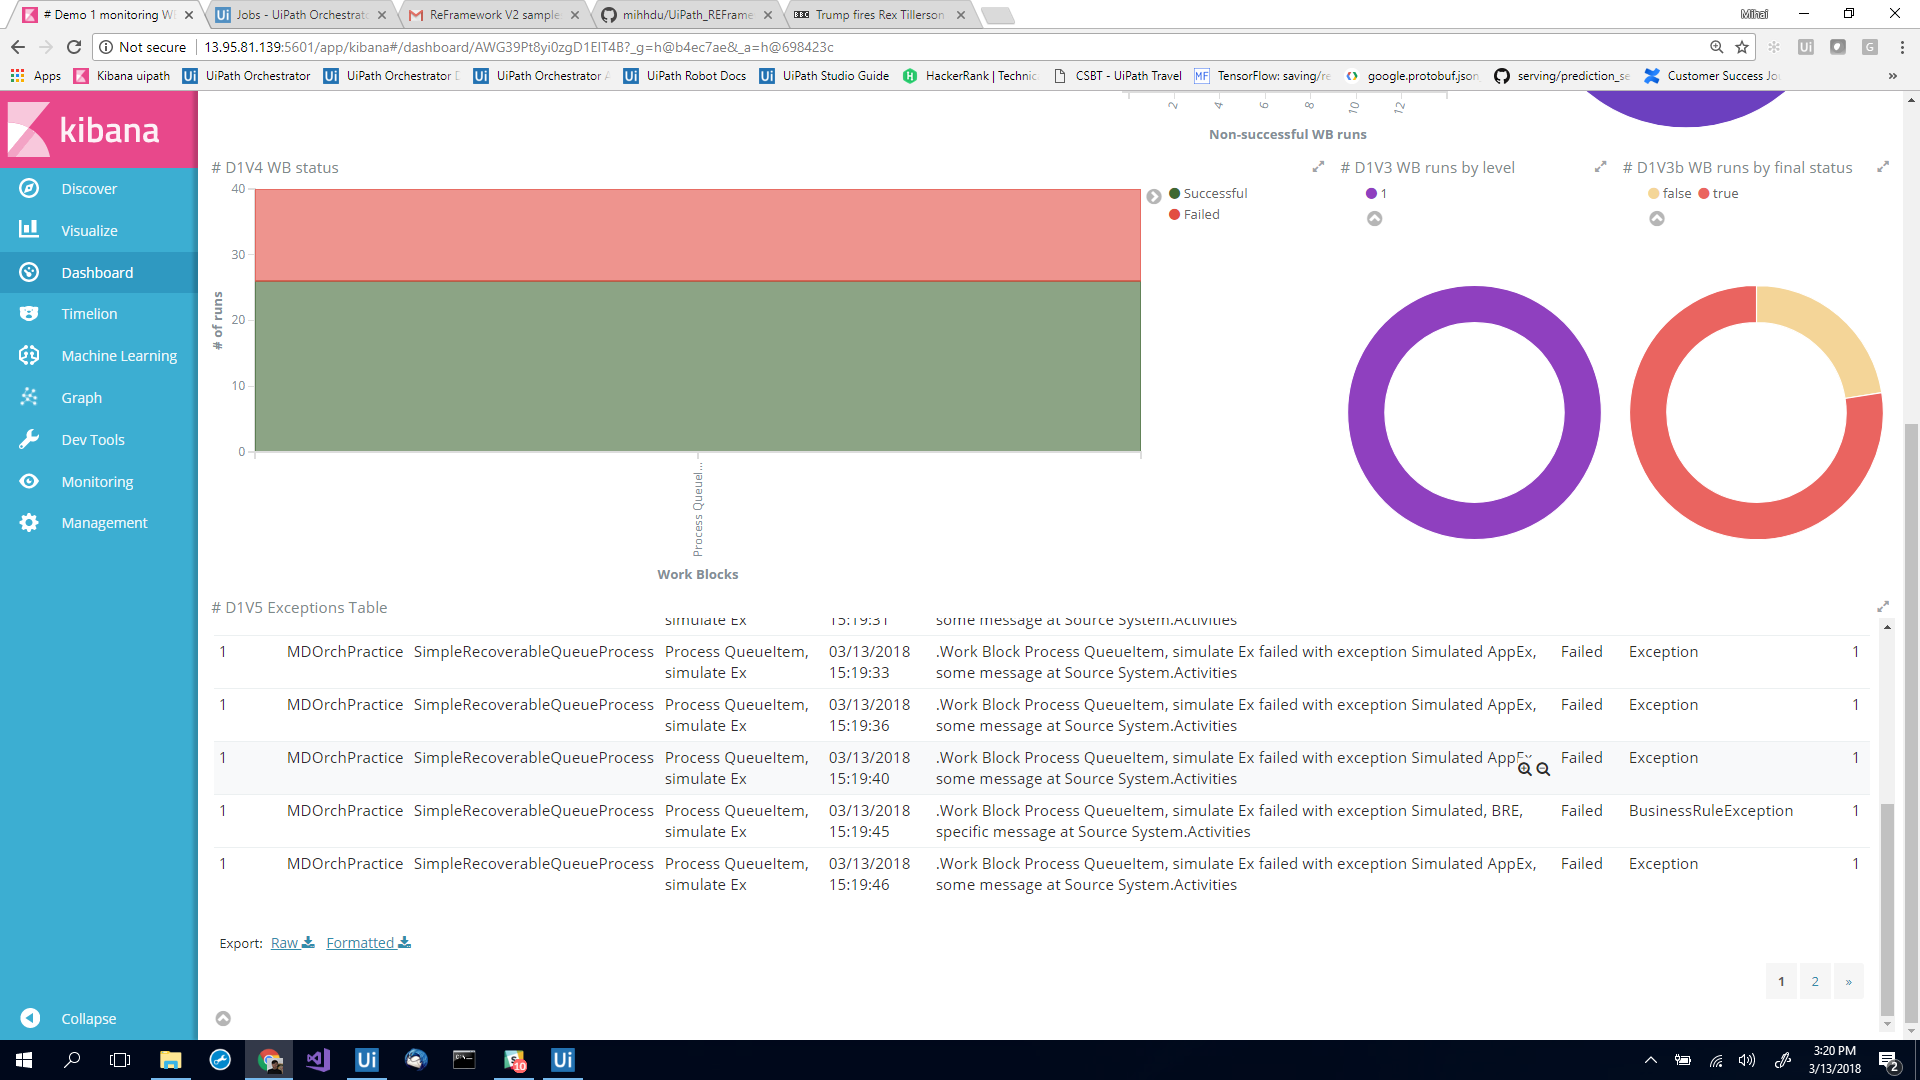 # Demo 1 monitoring W
Jobs - UiPath Orchestrato
ReFramework V2 sample
mihhdu/UiPath_REFrame
BBC Trump fires Rex Tillerson
Mihai
Not secure 13.95.81.139:5601/app/kibana#/dashboard/AWG39Pt8yi0zgD1EIT4B?_g=h@b4ec7ae&_a=h@698423c
Apps Kibana uipath UiPath Orchestrator UiPath Orchestrator UiPath Orchestrator UiPath Robot Docs UiPath Studio Guide HackerRank | Technic CSBT - UiPath Travel TensorFlow: saving/re google.protobuf.json serving/prediction_se Customer Success Jou »
kibana
Discover
Visualize
Dashboard
Timelion
Machine Learning
Graph
Dev Tools
Monitoring
Management
Collapse
2 4 6 8 10 12
Non-successful WB runs
# D1V4 WB status
Successful
Failed
40
30
20
10
0
# of runs
Process Queuel...
Work Blocks
# D1V3 WB runs by level
1
# D1V3b WB runs by final status
false true
# D1V5 Exceptions Table
simulate Ex 15:19:31 some message at Source System.Activities
1 MDOrchPractice SimpleRecoverableQueueProcess Process QueueItem, 03/13/2018 .Work Block Process QueueItem, simulate Ex failed with exception Simulated AppEx, Failed Exception 1
simulate Ex 15:19:33 some message at Source System.Activities
1 MDOrchPractice SimpleRecoverableQueueProcess Process QueueItem, 03/13/2018 .Work Block Process QueueItem, simulate Ex failed with exception Simulated AppEx, Failed Exception 1
simulate Ex 15:19:36 some message at Source System.Activities
1 MDOrchPractice SimpleRecoverableQueueProcess Process QueueItem, 03/13/2018 .Work Block Process QueueItem, simulate Ex failed with exception Simulated AppEx, Failed Exception 1
simulate Ex 15:19:40 some message at Source System.Activities
1 MDOrchPractice SimpleRecoverableQueueProcess Process QueueItem, 03/13/2018 .Work Block Process QueueItem, simulate Ex failed with exception Simulated, BRE, Failed BusinessRuleException 1
simulate Ex 15:19:45 specific message at Source System.Activities
1 MDOrchPractice SimpleRecoverableQueueProcess Process QueueItem, 03/13/2018 .Work Block Process QueueItem, simulate Ex failed with exception Simulated AppEx, Failed Exception 1
simulate Ex 15:19:46 some message at Source System.Activities
Export: Raw Formatted
1 2 »
3:20 PM
3/13/2018
10
2